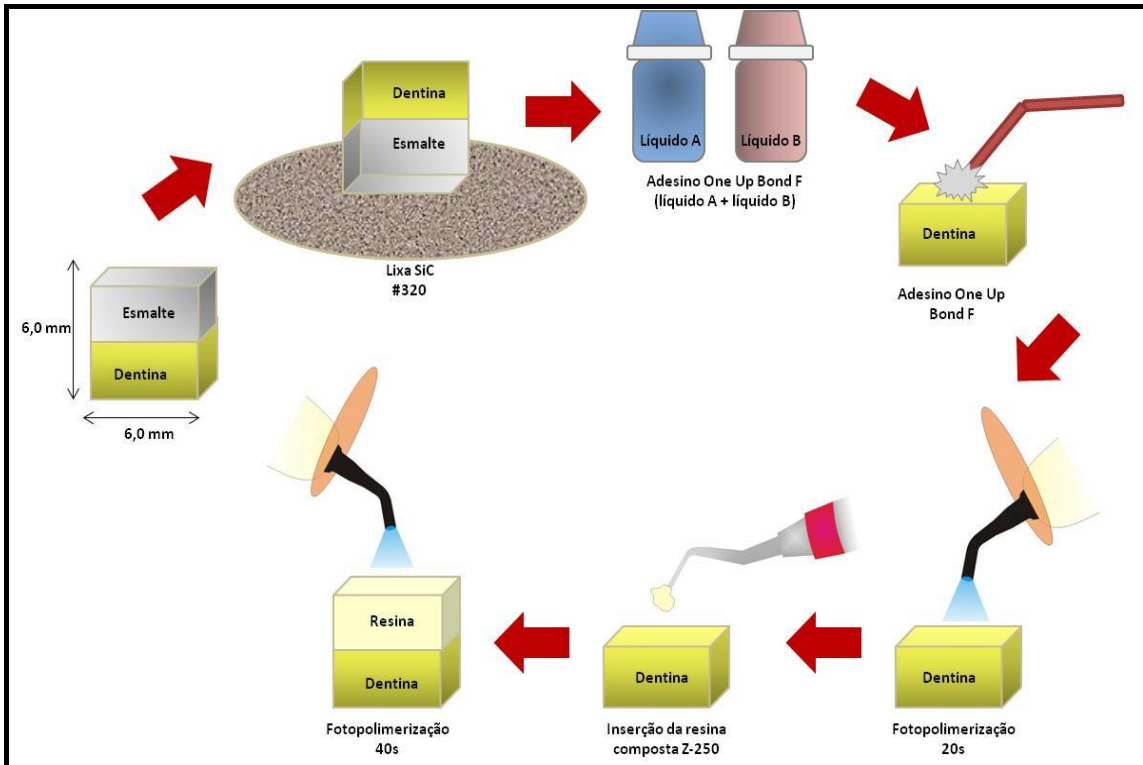 6,0 mm
Esmalte
Dentina
6,0 mm
Dentina
Esmalte
Lixa SiC
#320
Líquido A
Líquido B
Adesino One Up Bond F
(líquido A + líquido B)
Dentina
Adesino One Up
Bond F
Dentina
Fotopolimerização
20s
Dentina
Inserção da resina
composta Z-250
Resina
Dentina
Fotopolimerização
40s